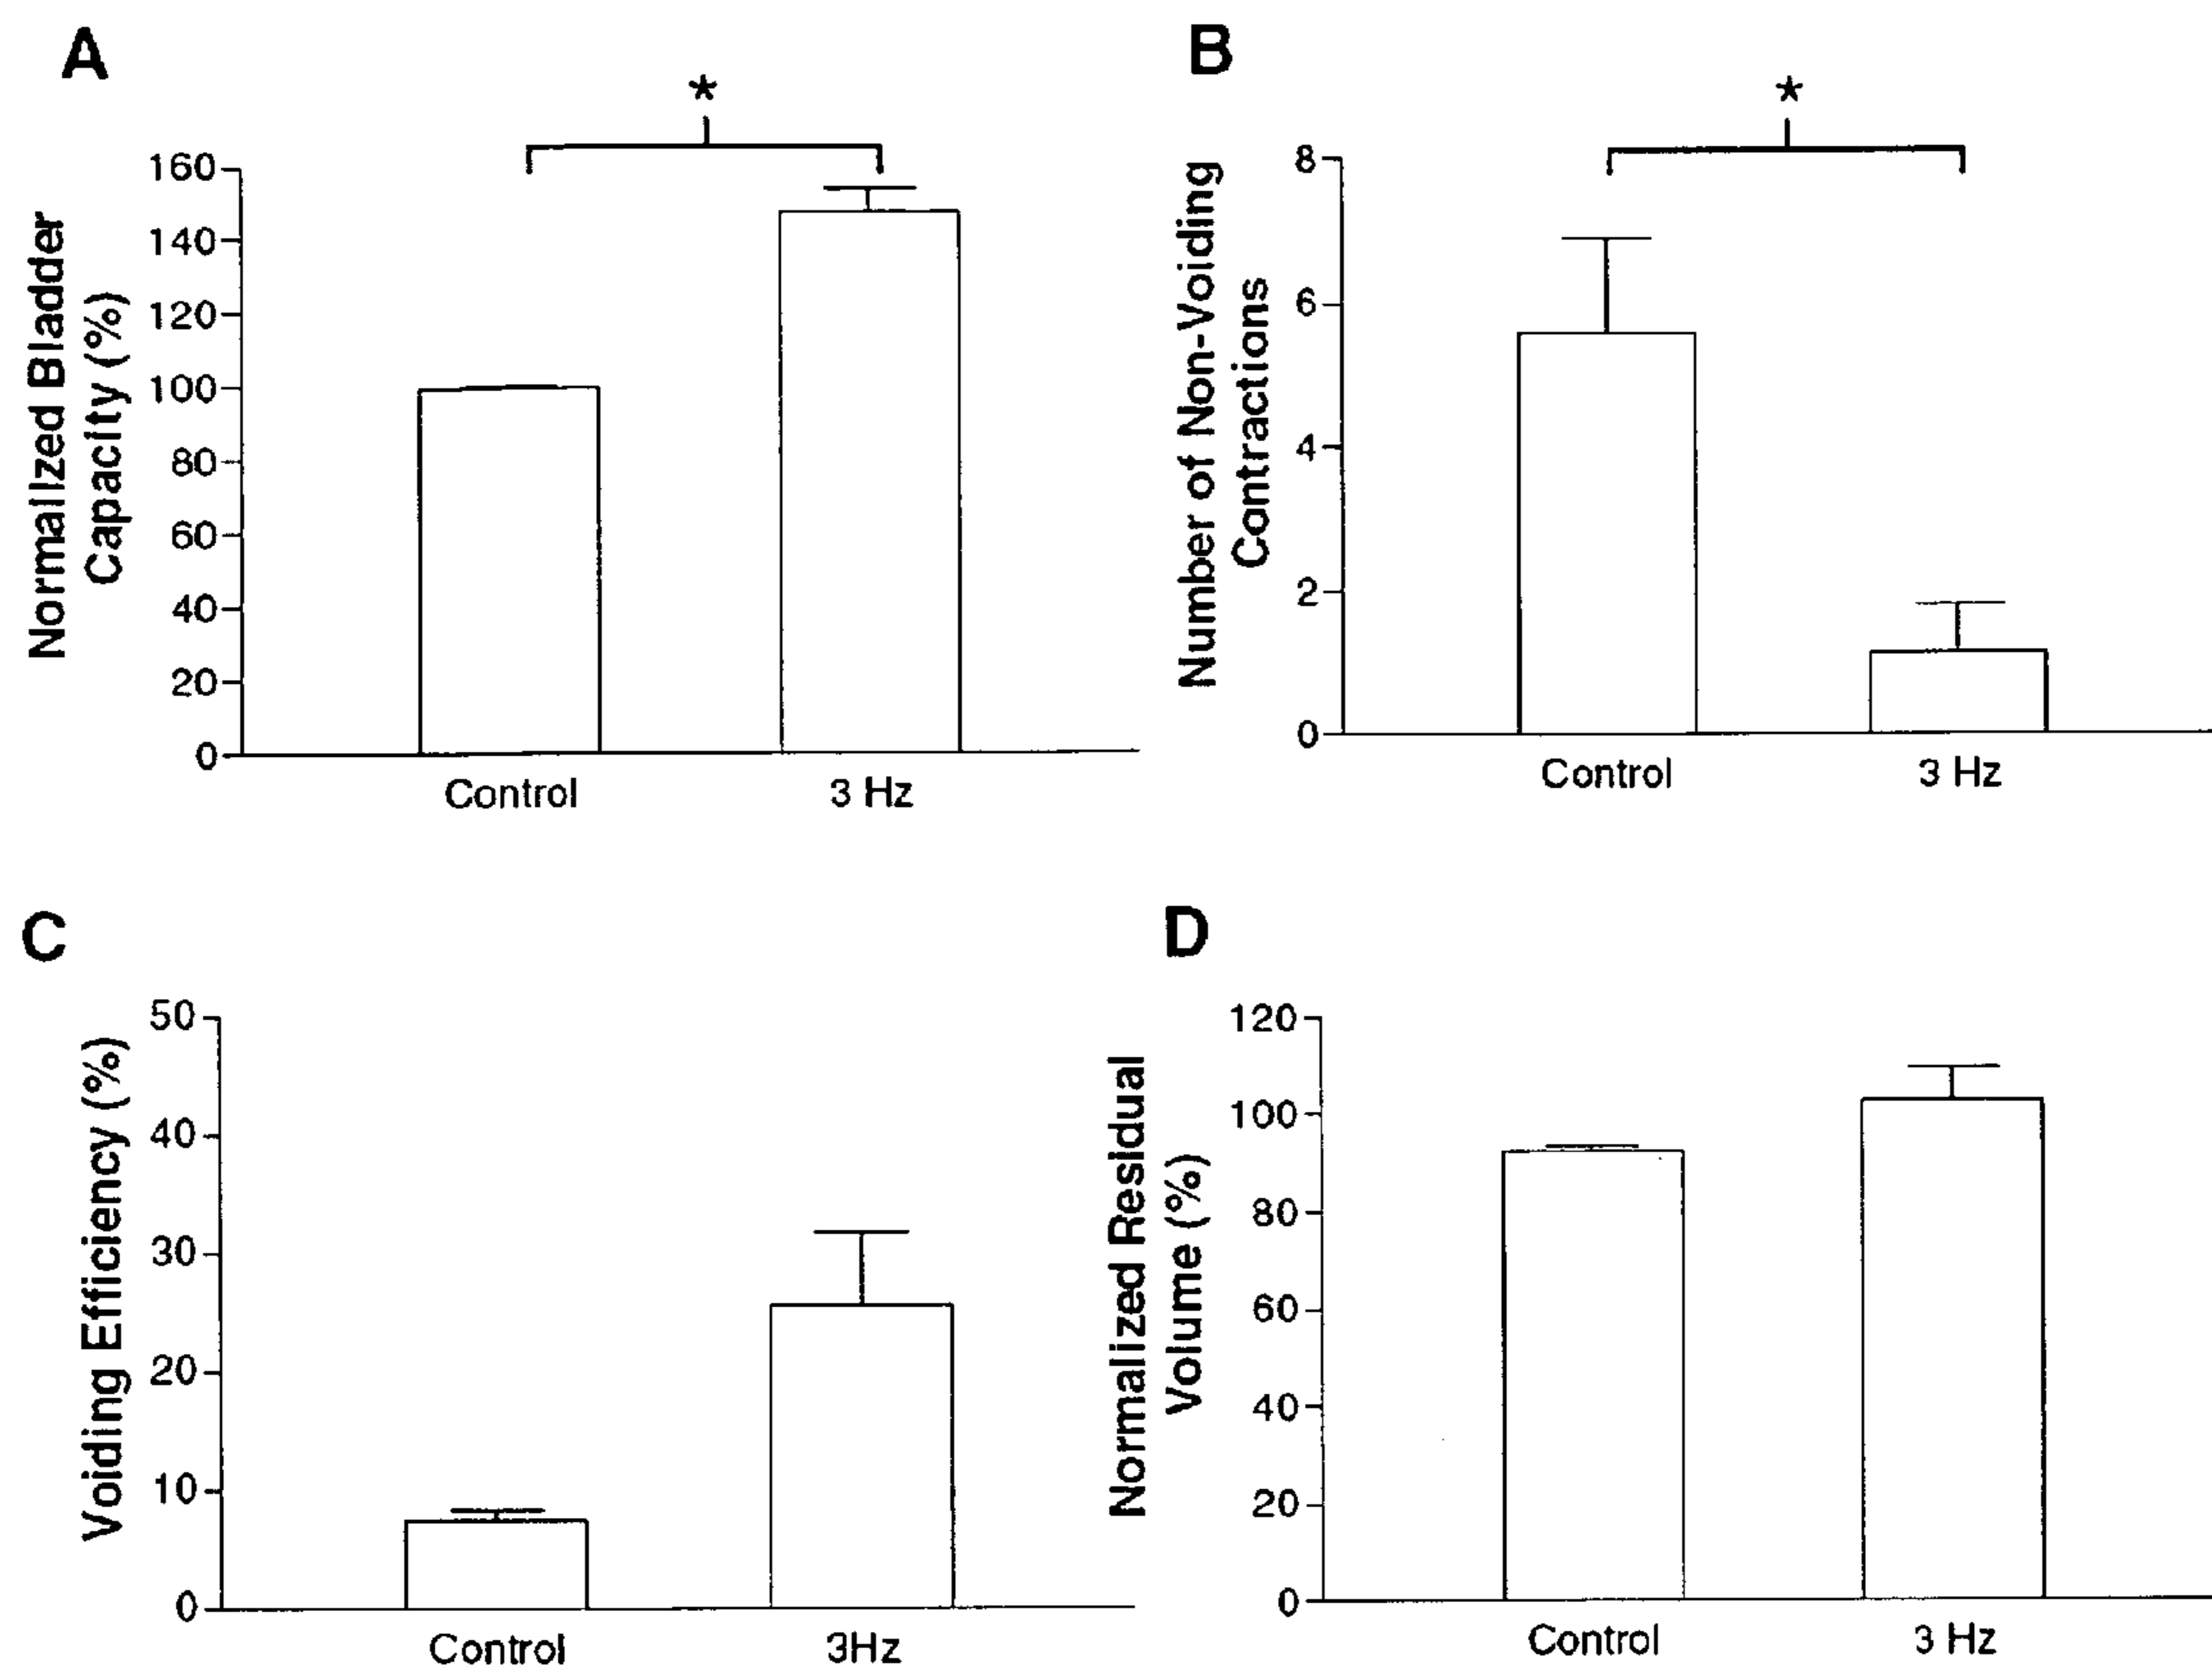 A
*
Normalized Bladder
Capacity (%)
160
140
120
100
80
60
40
20
0
Control
3 Hz
B
*
Number of Non-Voiding
Contractions
8
6
4
2
0
Control
3 Hz
C
Voiding Efficiency (%)
50
40
30
20
10
0
Control
3Hz
D
Normalized Residual
Volume (%)
120
100
80
60
40
20
0
Control
3 Hz